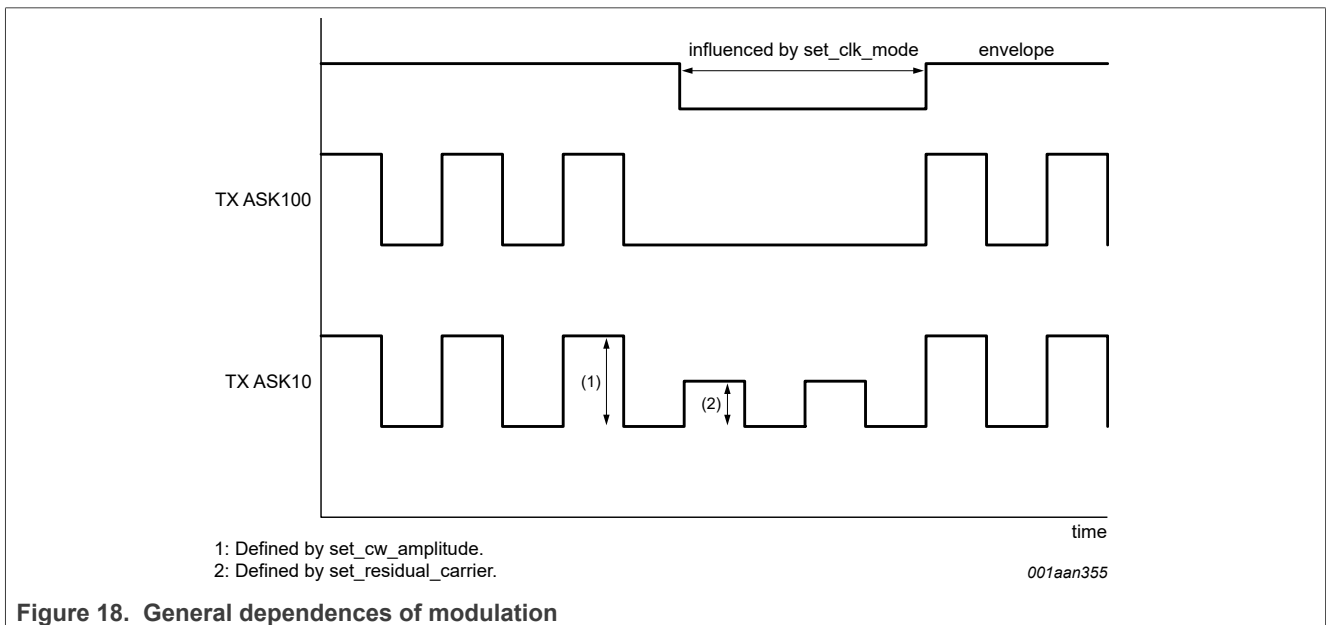 influenced by set_clk_mode
envelope
TX ASK100
TX ASK10
(1)
(2)
time
1: Defined by set_cw_amplitude.
2: Defined by set_residual_carrier.
001aan355
Figure 18. General dependences of modulation